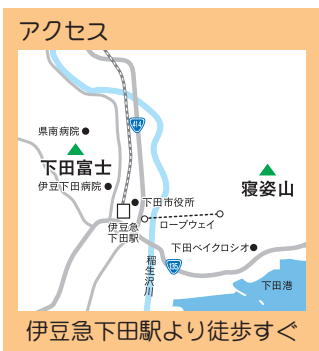 アクセス
414
県南病院
下田富士
伊豆下田病院
寝姿山
下田市役所
伊豆急
下田駅
ロープウェイ
稲生沢川
下田ベイクロシオ
135
下田港
伊豆急下田駅より徒歩すぐ